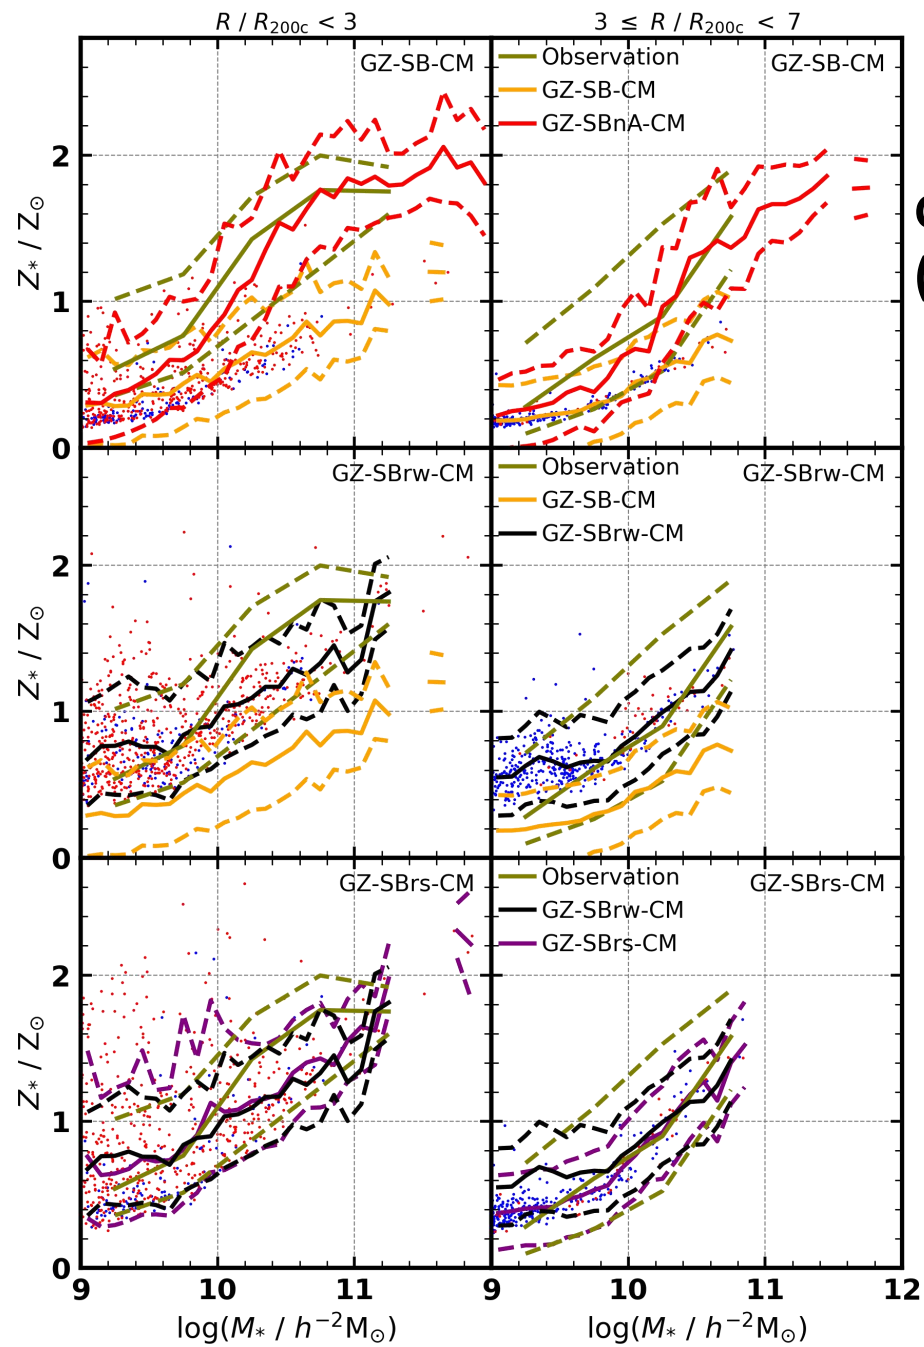 R / R₂₀₀c < 3
3 ≤ R / R₂₀₀c < 7
GZ-SB-CM
Observation
GZ-SB-CM
GZ-SBnA-CM
GZ-SB-CM
2
1
0
Z* / Z⊙
GZ-SBrw-CM
Observation
GZ-SB-CM
GZ-SBrw-CM
GZ-SBrw-CM
2
1
0
Z* / Z⊙
GZ-SBrs-CM
Observation
GZ-SBrw-CM
GZ-SBrs-CM
GZ-SBrs-CM
2
1
0
Z* / Z⊙
9 10 11 9 10 11 12
log(M* / h⁻²M⊙)
log(M* / h⁻²M⊙)